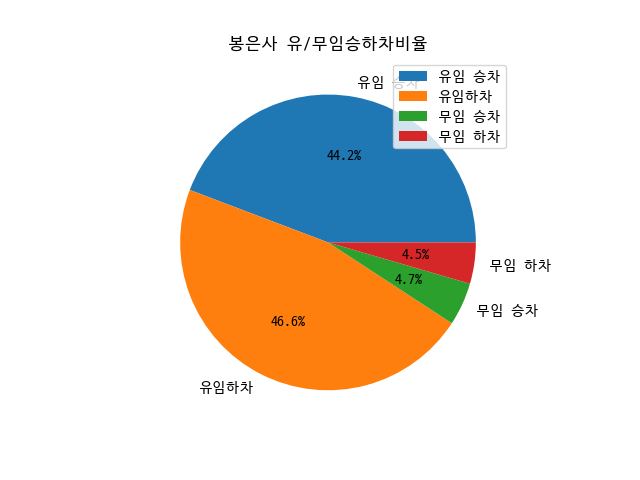 봉은사 유/무임승하차비율
유임 승차
유임 승차
유임하차
무임 승차
무임 하차
44.2%
4.5%
무임 하차
4.7%
무임 승차
46.6%
유임하차